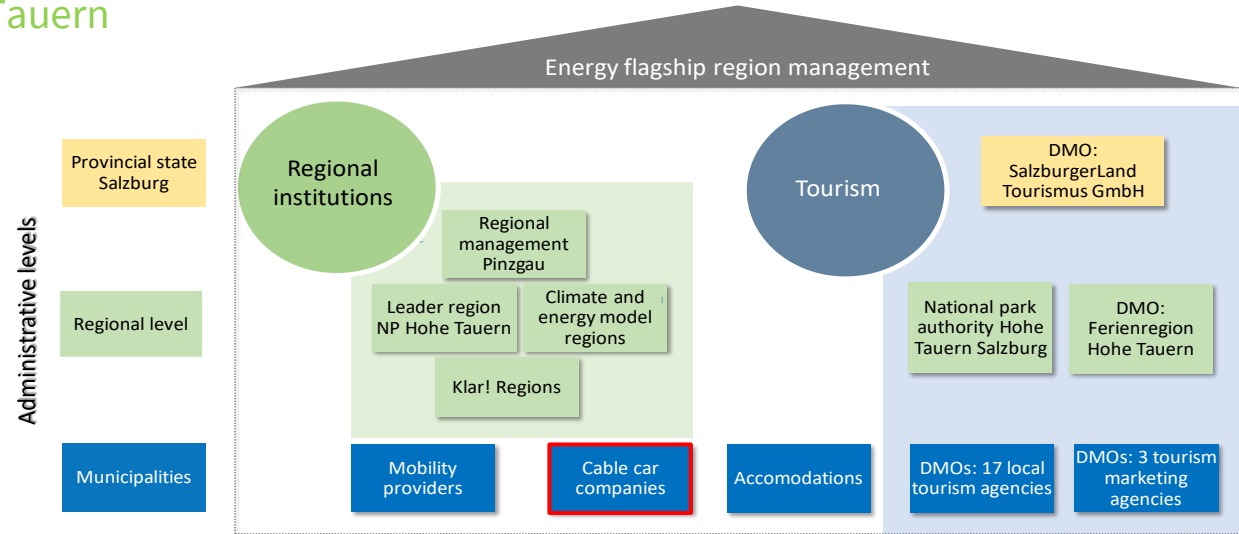 Tauern
Energy flagship region management
Administrative levels
Provincial state
Salzburg
Regional
institutions
Tourism
DMO:
SalzburgerLand
Tourismus GmbH
Regional
management
Pinzgau
Regional level
Leader region
NP Hohe Tauern
Climate and
energy model
regions
National park
authority Hohe
Tauern Salzburg
DMO:
Ferienregion
Hohe Tauern
Klar! Regions
Municipalities
Mobility
providers
Cable car
companies
Accomodations
DMOs: 17 local
tourism agencies
DMOs: 3 tourism
marketing
agencies